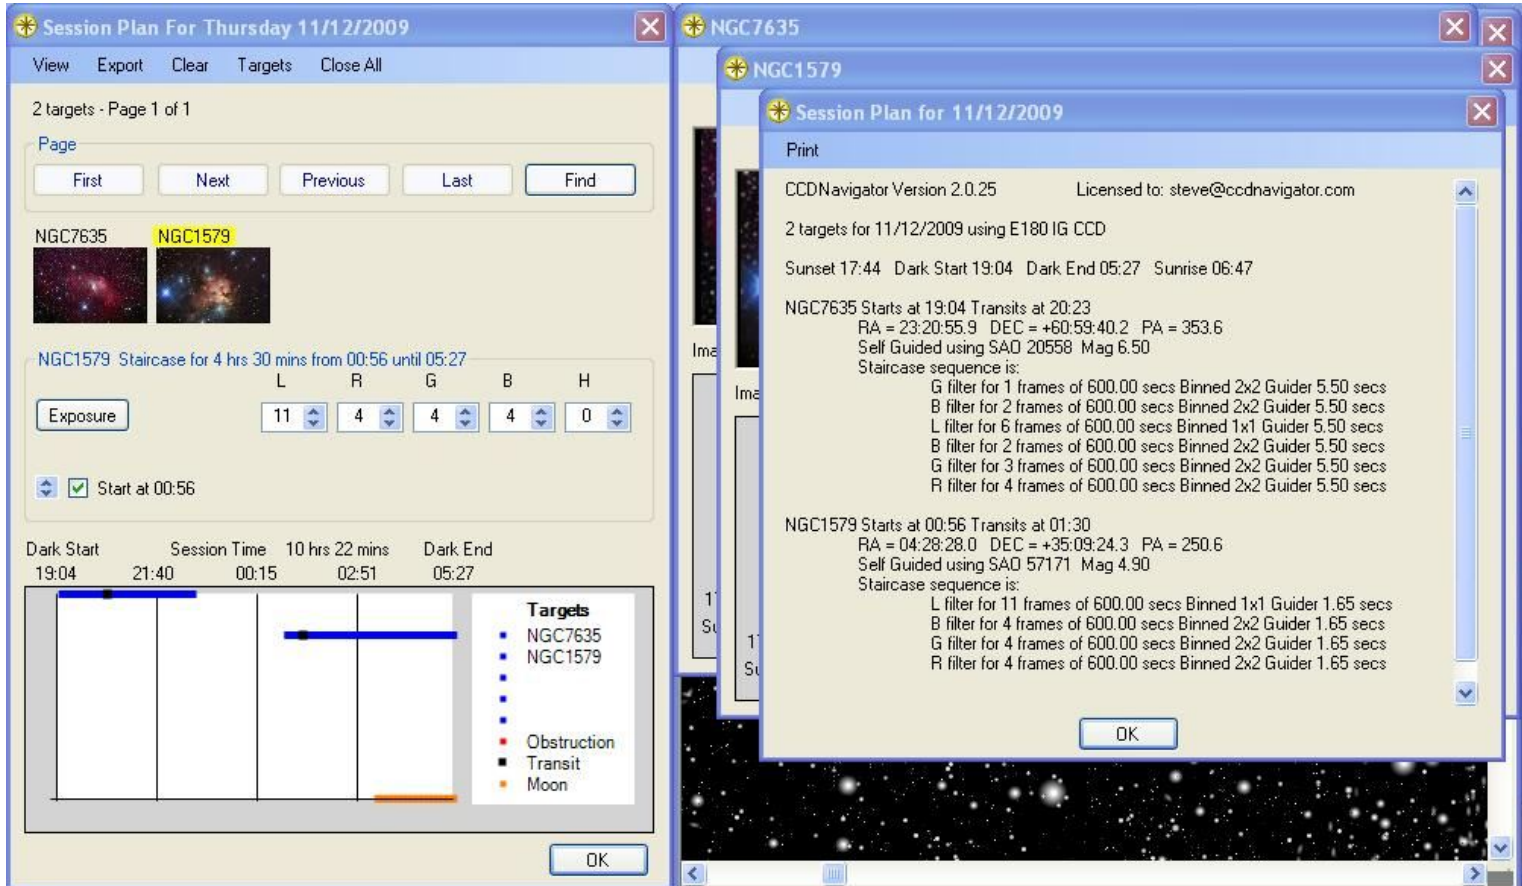 Session Plan For Thursday 11/12/2009
View Export Clear Targets Close All
2 targets - Page 1 of 1
Page
First Next Previous Last Find
NGC7635 NGC1579
NGC1579 Staircase for 4 hrs 30 mins from 00:56 until 05:27
L R G B H
Exposure 11 4 4 4 0
Start at 00:56
Dark Start Session Time 10 hrs 22 mins Dark End
19:04 21:40 00:15 02:51 05:27
Targets
NGC7635
NGC1579
Obstruction
Transit
Moon
OK
NGC7635
Ima
17
Su
NGC1579
Ima
17
Su
Session Plan for 11/12/2009
Print
CCDNavigator Version 2.0.25 Licensed to: steve@ccdnavigator.com
2 targets for 11/12/2009 using E180 IG CCD
Sunset 17:44 Dark Start 19:04 Dark End 05:27 Sunrise 06:47
NGC7635 Starts at 19:04 Transits at 20:23
RA = 23:20:55.9 DEC = +60:59:40.2 PA = 353.6
Self Guided using SAO 20558 Mag 6.50
Staircase sequence is:
G filter for 1 frames of 600.00 secs Binned 2x2 Guider 5.50 secs
B filter for 2 frames of 600.00 secs Binned 2x2 Guider 5.50 secs
L filter for 6 frames of 600.00 secs Binned 1x1 Guider 5.50 secs
B filter for 2 frames of 600.00 secs Binned 2x2 Guider 5.50 secs
G filter for 3 frames of 600.00 secs Binned 2x2 Guider 5.50 secs
R filter for 4 frames of 600.00 secs Binned 2x2 Guider 5.50 secs
NGC1579 Starts at 00:56 Transits at 01:30
RA = 04:28:28.0 DEC = +35:09:24.3 PA = 250.6
Self Guided using SAO 57171 Mag 4.90
Staircase sequence is:
L filter for 11 frames of 600.00 secs Binned 1x1 Guider 1.65 secs
B filter for 4 frames of 600.00 secs Binned 2x2 Guider 1.65 secs
G filter for 4 frames of 600.00 secs Binned 2x2 Guider 1.65 secs
R filter for 4 frames of 600.00 secs Binned 2x2 Guider 1.65 secs
OK